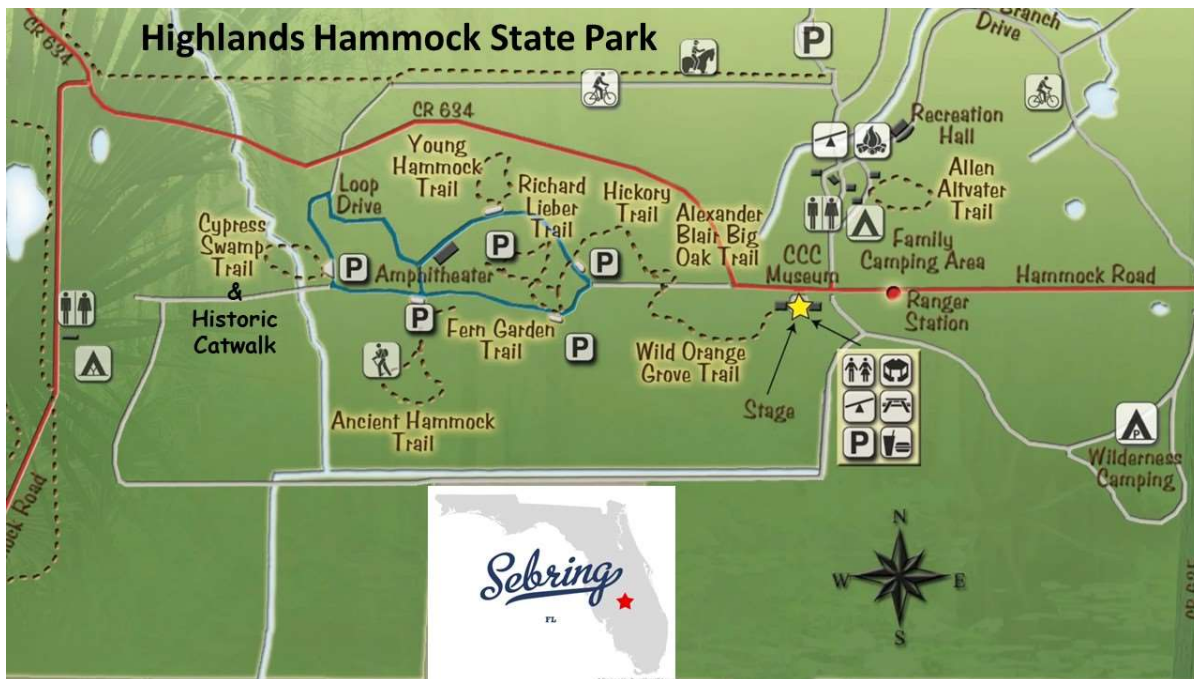 Highlands Hammock State Park
CR 634
P
Branch
Drive
CR 634
Recreation
Hall
Young
Hammock
Trail
Richard
Lieber
Trail
Hickory
Trail
Allen
Altvater
Trail
Loop
Drive
Alexander
Blair Big
Oak Trail
Cypress
Swamp
Trail
&
Historic
Catwalk
P
Amphitheater
P
P
CCC
Museum
Family
Camping Area
Hammock Road
Ranger
Station
P
Fern Garden
Trail
P
Wild Orange
Grove Trail
Stage
P
Ancient Hammock
Trail
P
Wilderness
Camping
Road
Sebring
FL
N
W
E
S